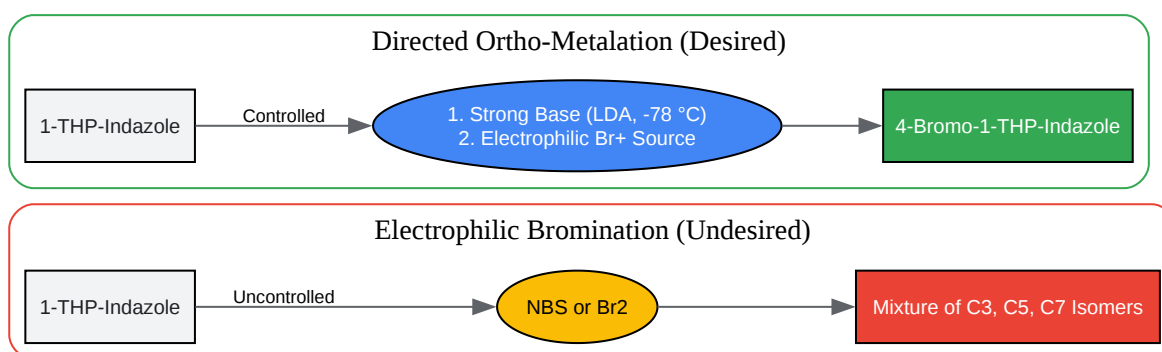 Directed Ortho-Metalation (Desired)
1-THP-Indazole
Controlled
1. Strong Base (LDA, -78 °C)
2. Electrophilic Br+ Source
4-Bromo-1-THP-Indazole
Electrophilic Bromination (Undesired)
1-THP-Indazole
Uncontrolled
NBS or Br2
Mixture of C3, C5, C7 Isomers